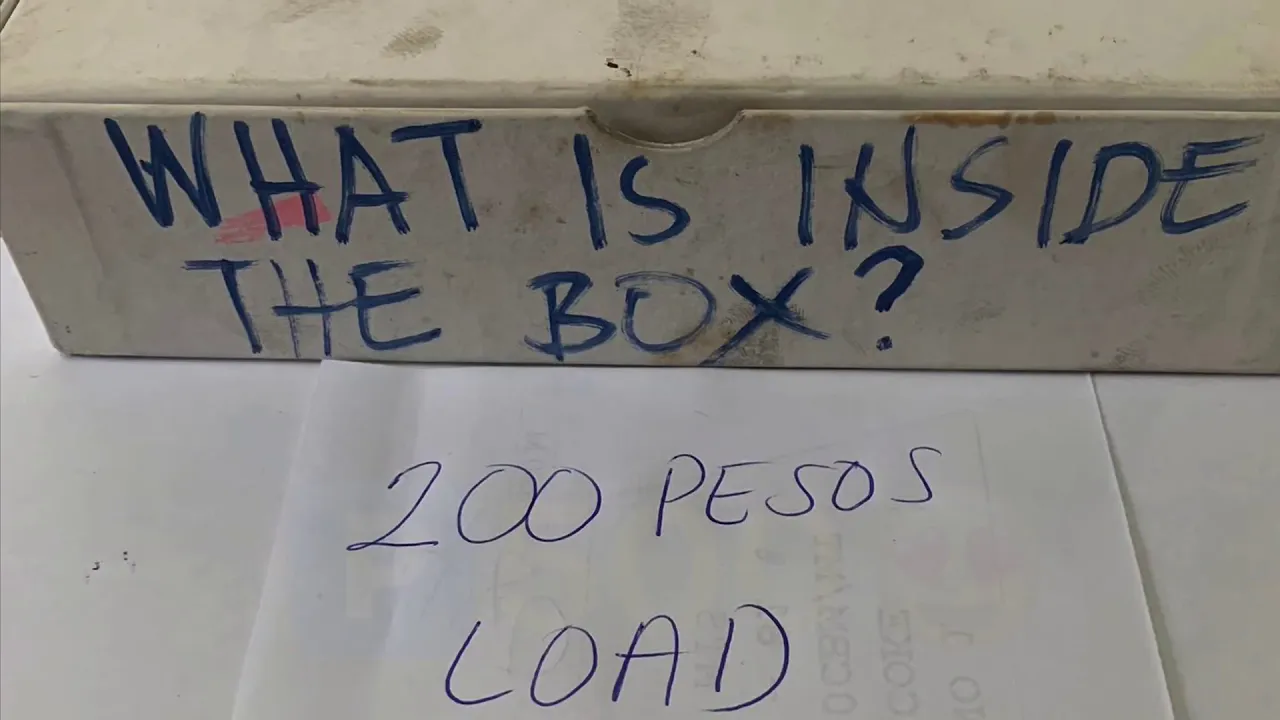 WHAT IS INSIDE
THE BOX?
200 PESOS
LOAD